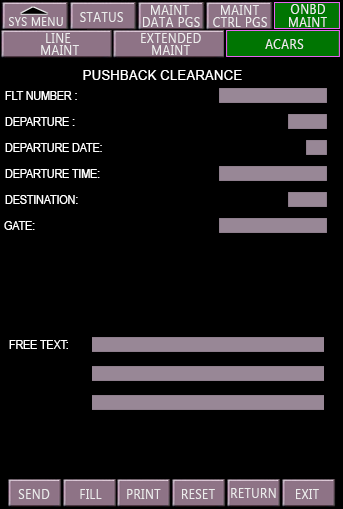 SYS MENU
STATUS
MAINT
DATA PGS
MAINT
CTRL PGS
ONBD
MAINT
LINE
MAINT
EXTENDED
MAINT
ACARS
PUSHBACK CLEARANCE
FLT NUMBER :
DEPARTURE :
DEPARTURE DATE:
DEPARTURE TIME:
DESTINATION:
GATE:
FREE TEXT:
SEND
FILL
PRINT
RESET
RETURN
EXIT